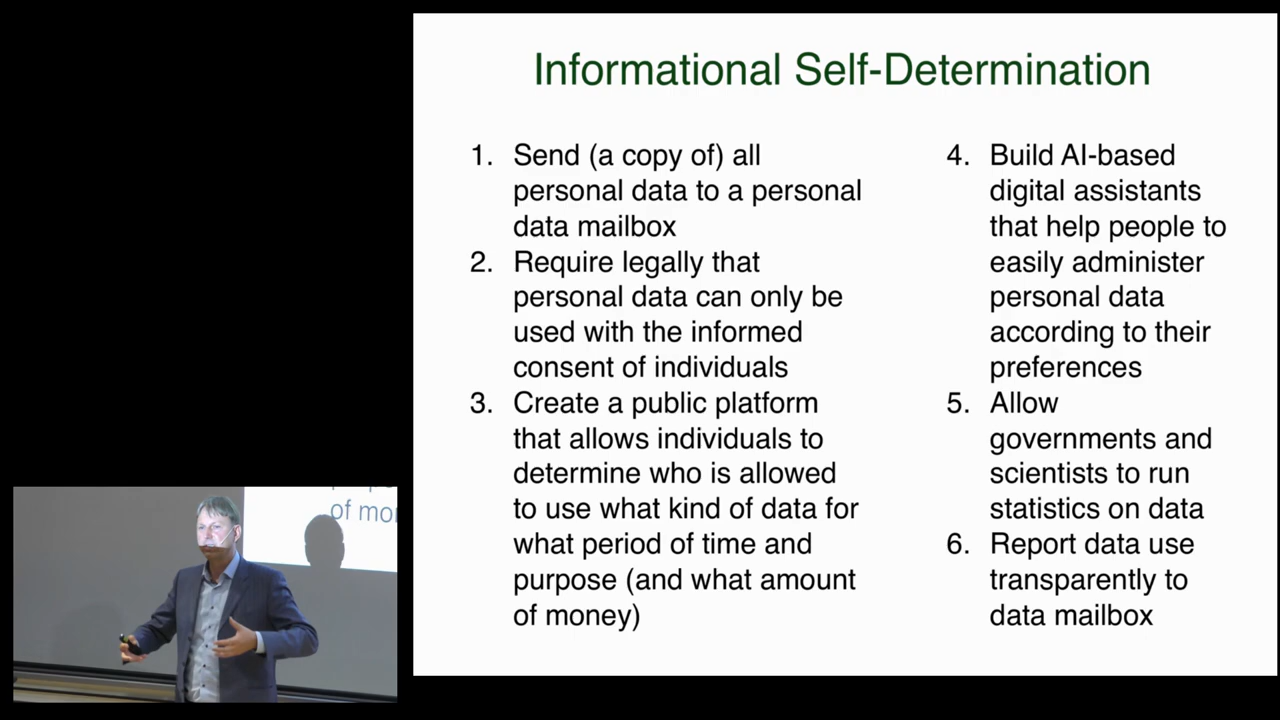 Informational Self-Determination
1. Send (a copy of) all
personal data to a personal
data mailbox
2. Require legally that
personal data can only be
used with the informed
consent of individuals
3. Create a public platform
that allows individuals to
determine who is allowed
to use what kind of data for
what period of time and
purpose (and what amount
of money)
4. Build AI-based
digital assistants
that help people to
easily administer
personal data
according to their
preferences
5. Allow
governments and
scientists to run
statistics on data
6. Report data use
transparently to
data mailbox
of mo